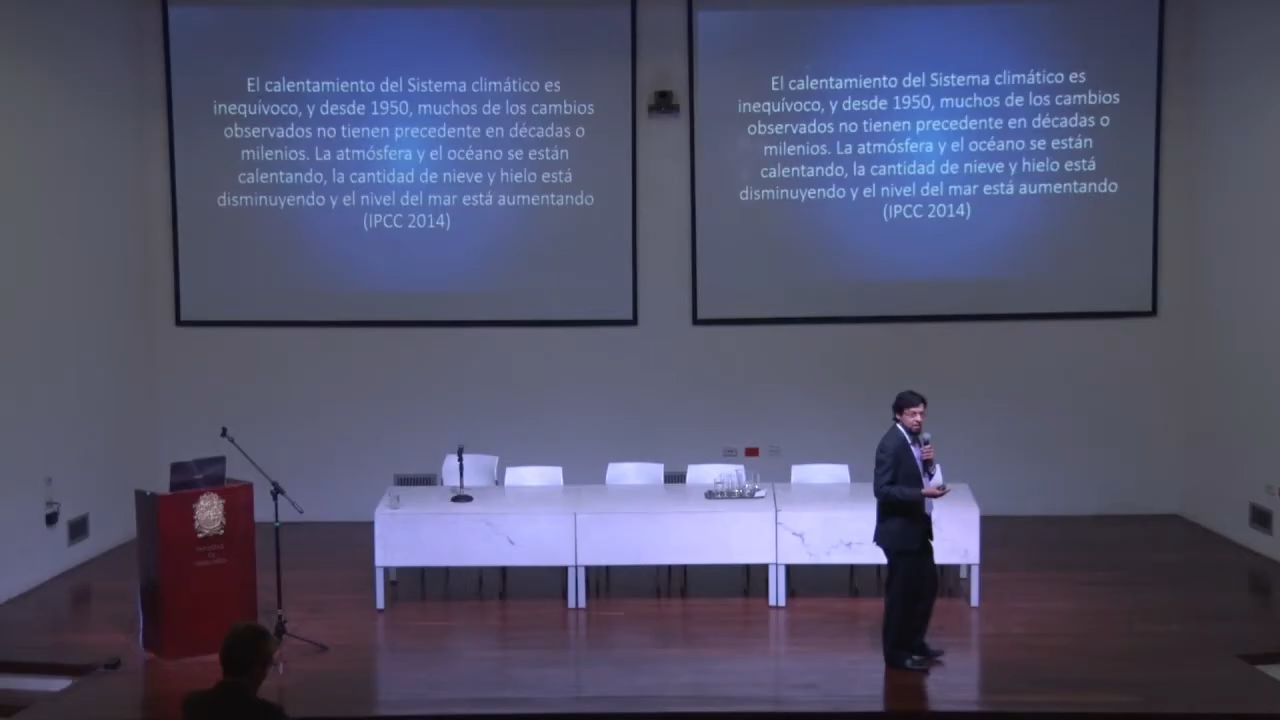 El calentamiento del Sistema climático es
inequívoco, y desde 1950, muchos de los cambios
observados no tienen precedente en décadas o
milenios. La atmósfera y el océano se están
calentando, la cantidad de nieve y hielo está
disminuyendo y el nivel del mar está aumentando
(IPCC 2014)
El calentamiento del Sistema climático es
inequívoco, y desde 1950, muchos de los cambios
observados no tienen precedente en décadas o
milenios. La atmósfera y el océano se están
calentando, la cantidad de nieve y hielo está
disminuyendo y el nivel del mar está aumentando
(IPCC 2014)